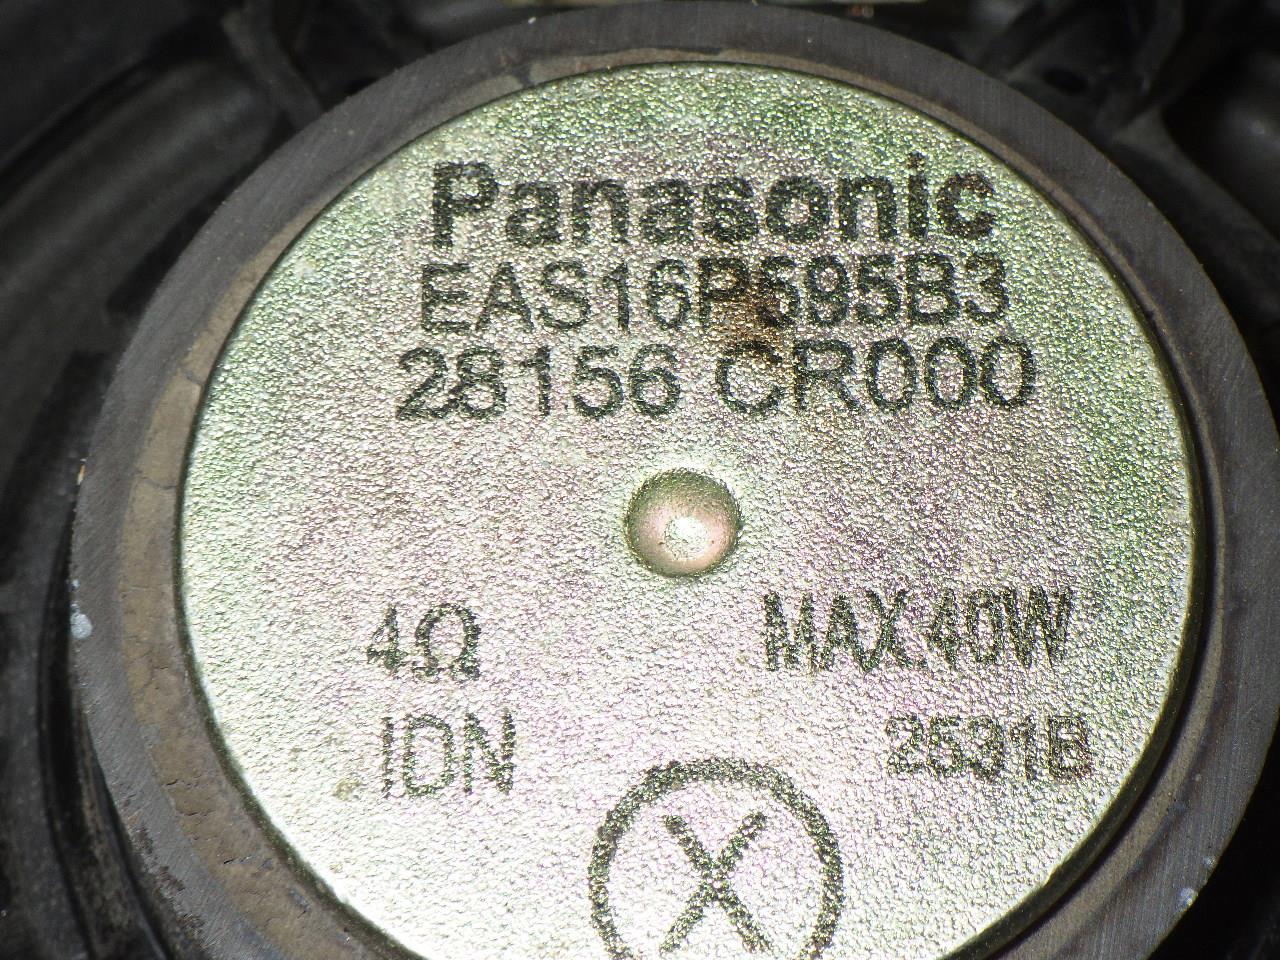 Panasonic
EAS16P595B3
28156 CR000
4Ω MAX.40W
IDN 2531B
X